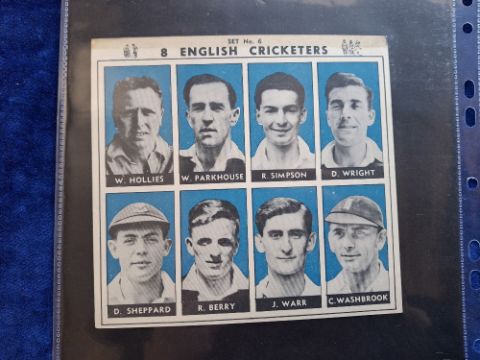 SET No. 6
8 ENGLISH CRICKETERS
W. HOLLIES W. PARKHOUSE R. SIMPSON D. WRIGHT
D. SHEPPARD R. BERRY J. WARR C. WASHBROOK